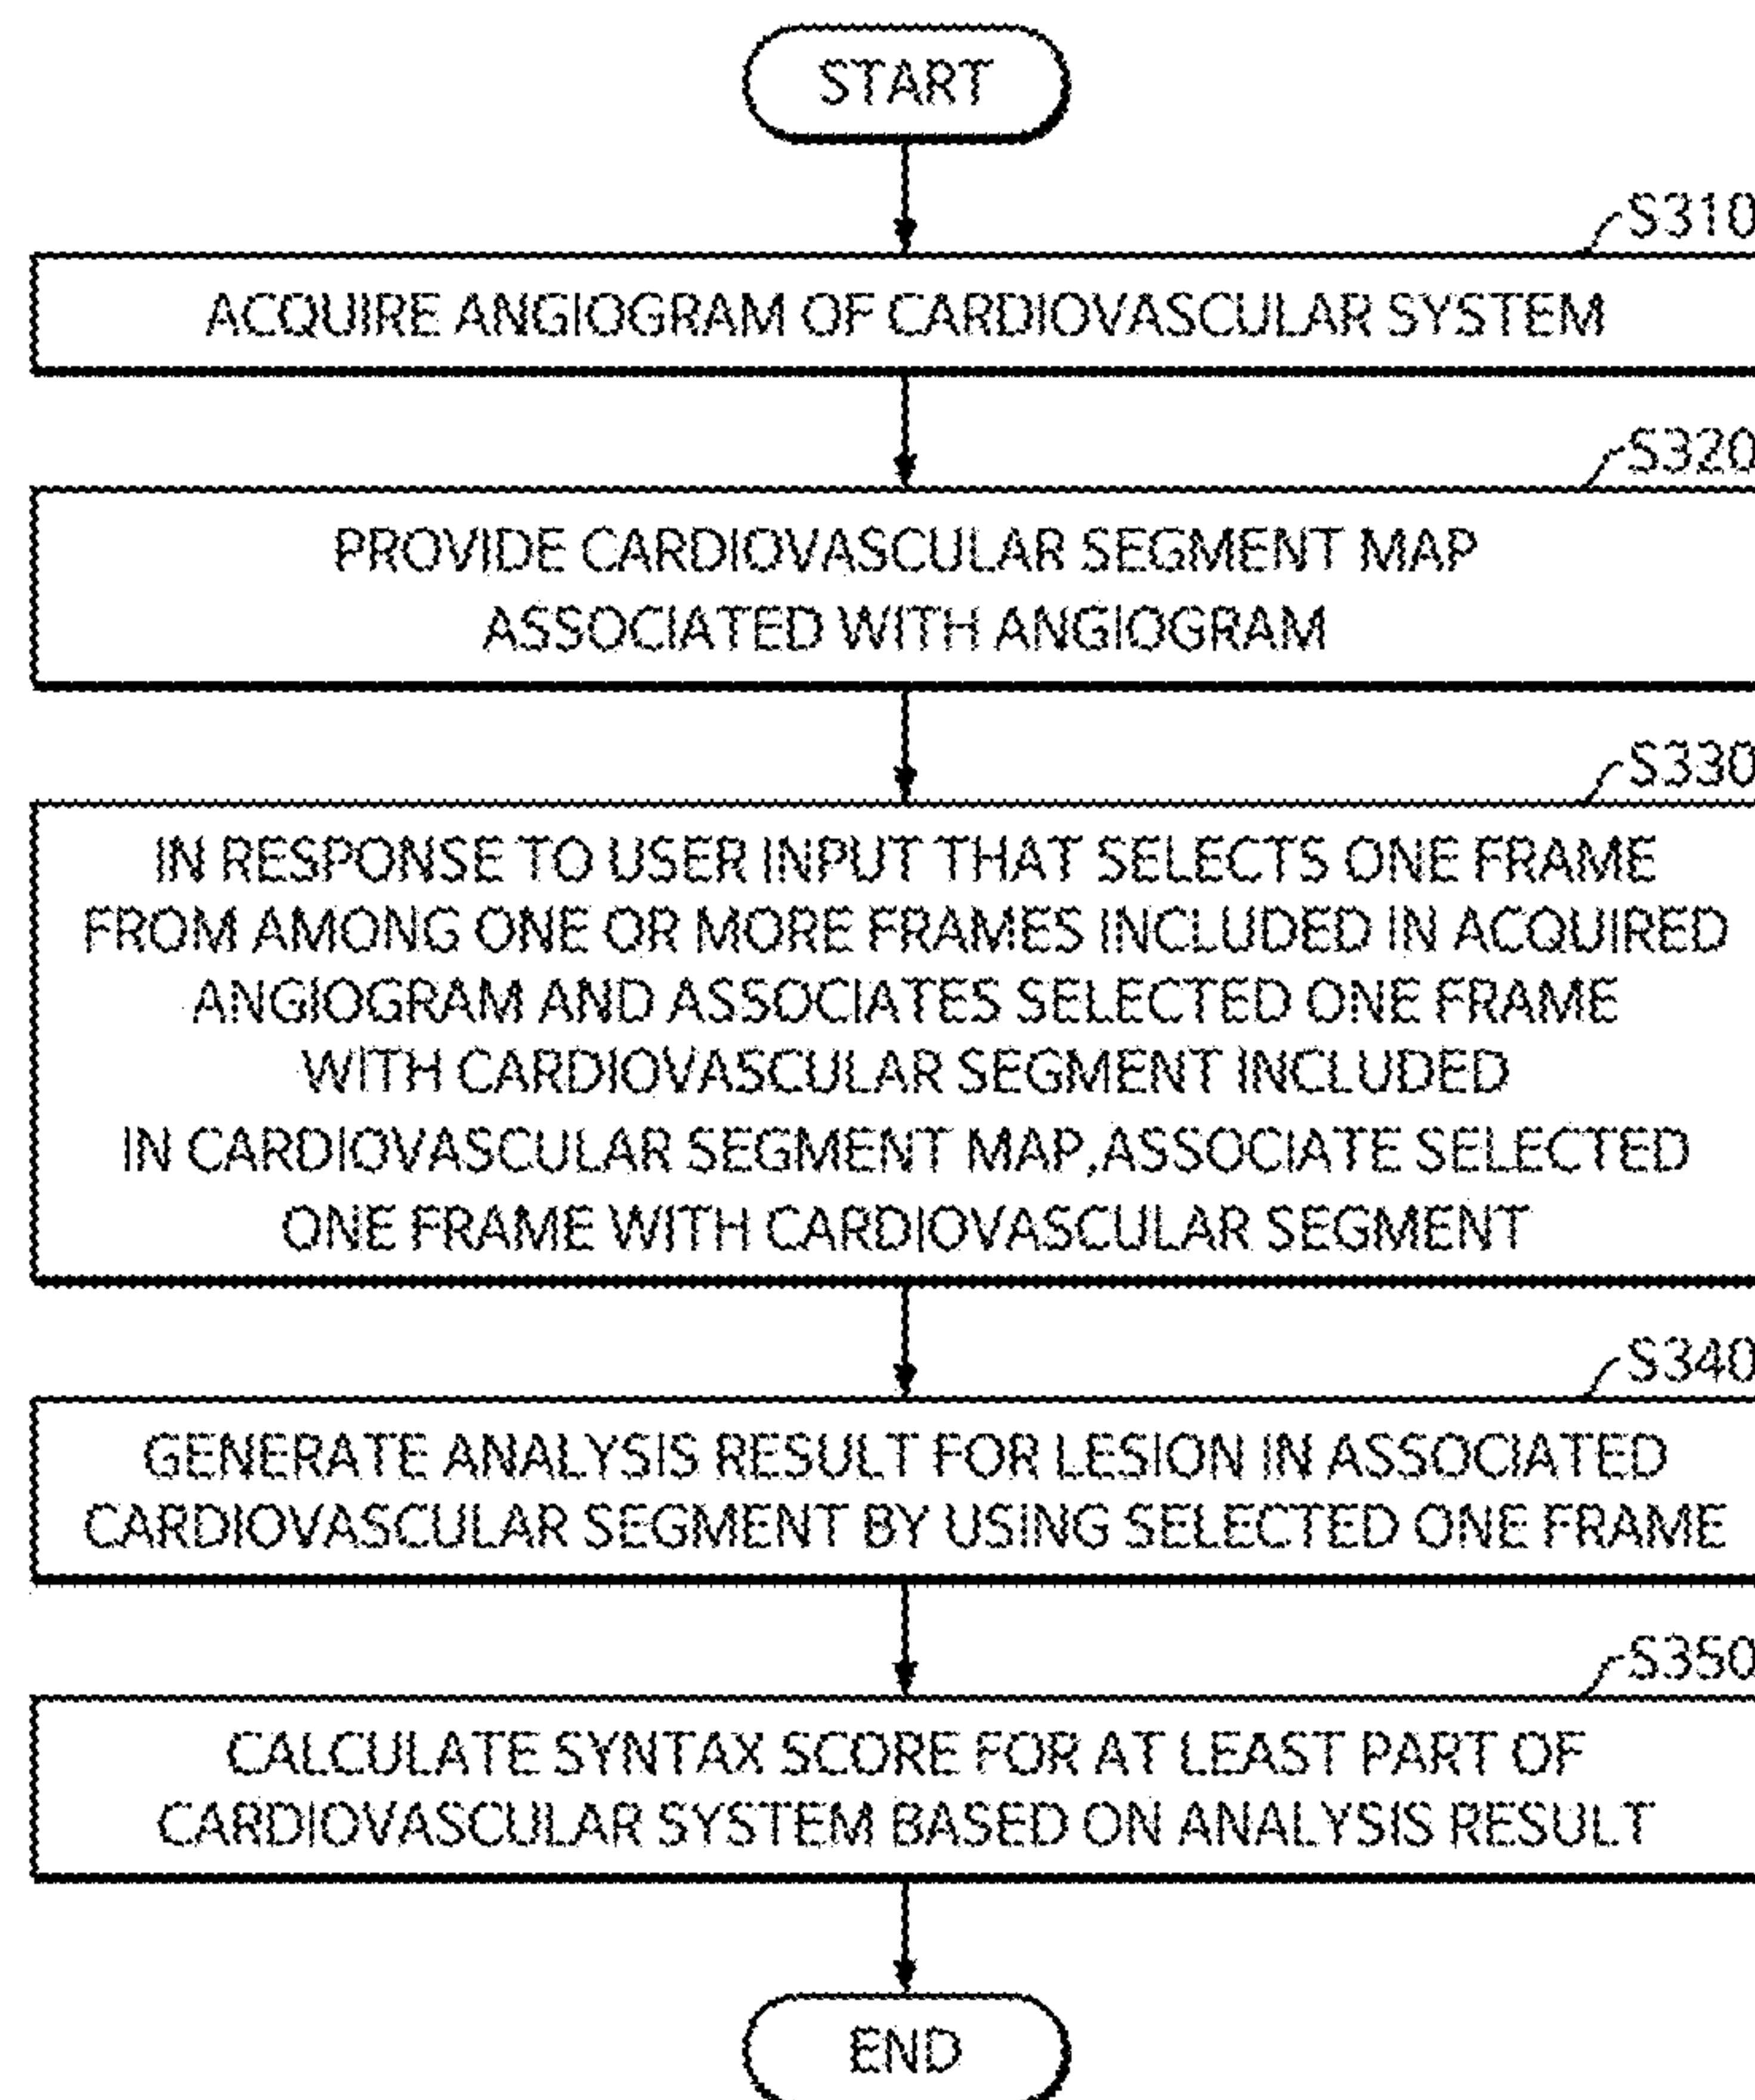 START
S310
ACQUIRE ANGIOGRAM OF CARDIOVASCULAR SYSTEM
S320
PROVIDE CARDIOVASCULAR SEGMENT MAP
ASSOCIATED WITH ANGIOGRAM
S330
IN RESPONSE TO USER INPUT THAT SELECTS ONE FRAME
FROM AMONG ONE OR MORE FRAMES INCLUDED IN ACQUIRED
ANGIOGRAM AND ASSOCIATES SELECTED ONE FRAME
WITH CARDIOVASCULAR SEGMENT INCLUDED
IN CARDIOVASCULAR SEGMENT MAP,ASSOCIATE SELECTED
ONE FRAME WITH CARDIOVASCULAR SEGMENT
S340
GENERATE ANALYSIS RESULT FOR LESION IN ASSOCIATED
CARDIOVASCULAR SEGMENT BY USING SELECTED ONE FRAME
S350
CALCULATE SYNTAX SCORE FOR AT LEAST PART OF
CARDIOVASCULAR SYSTEM BASED ON ANALYSIS RESULT
END